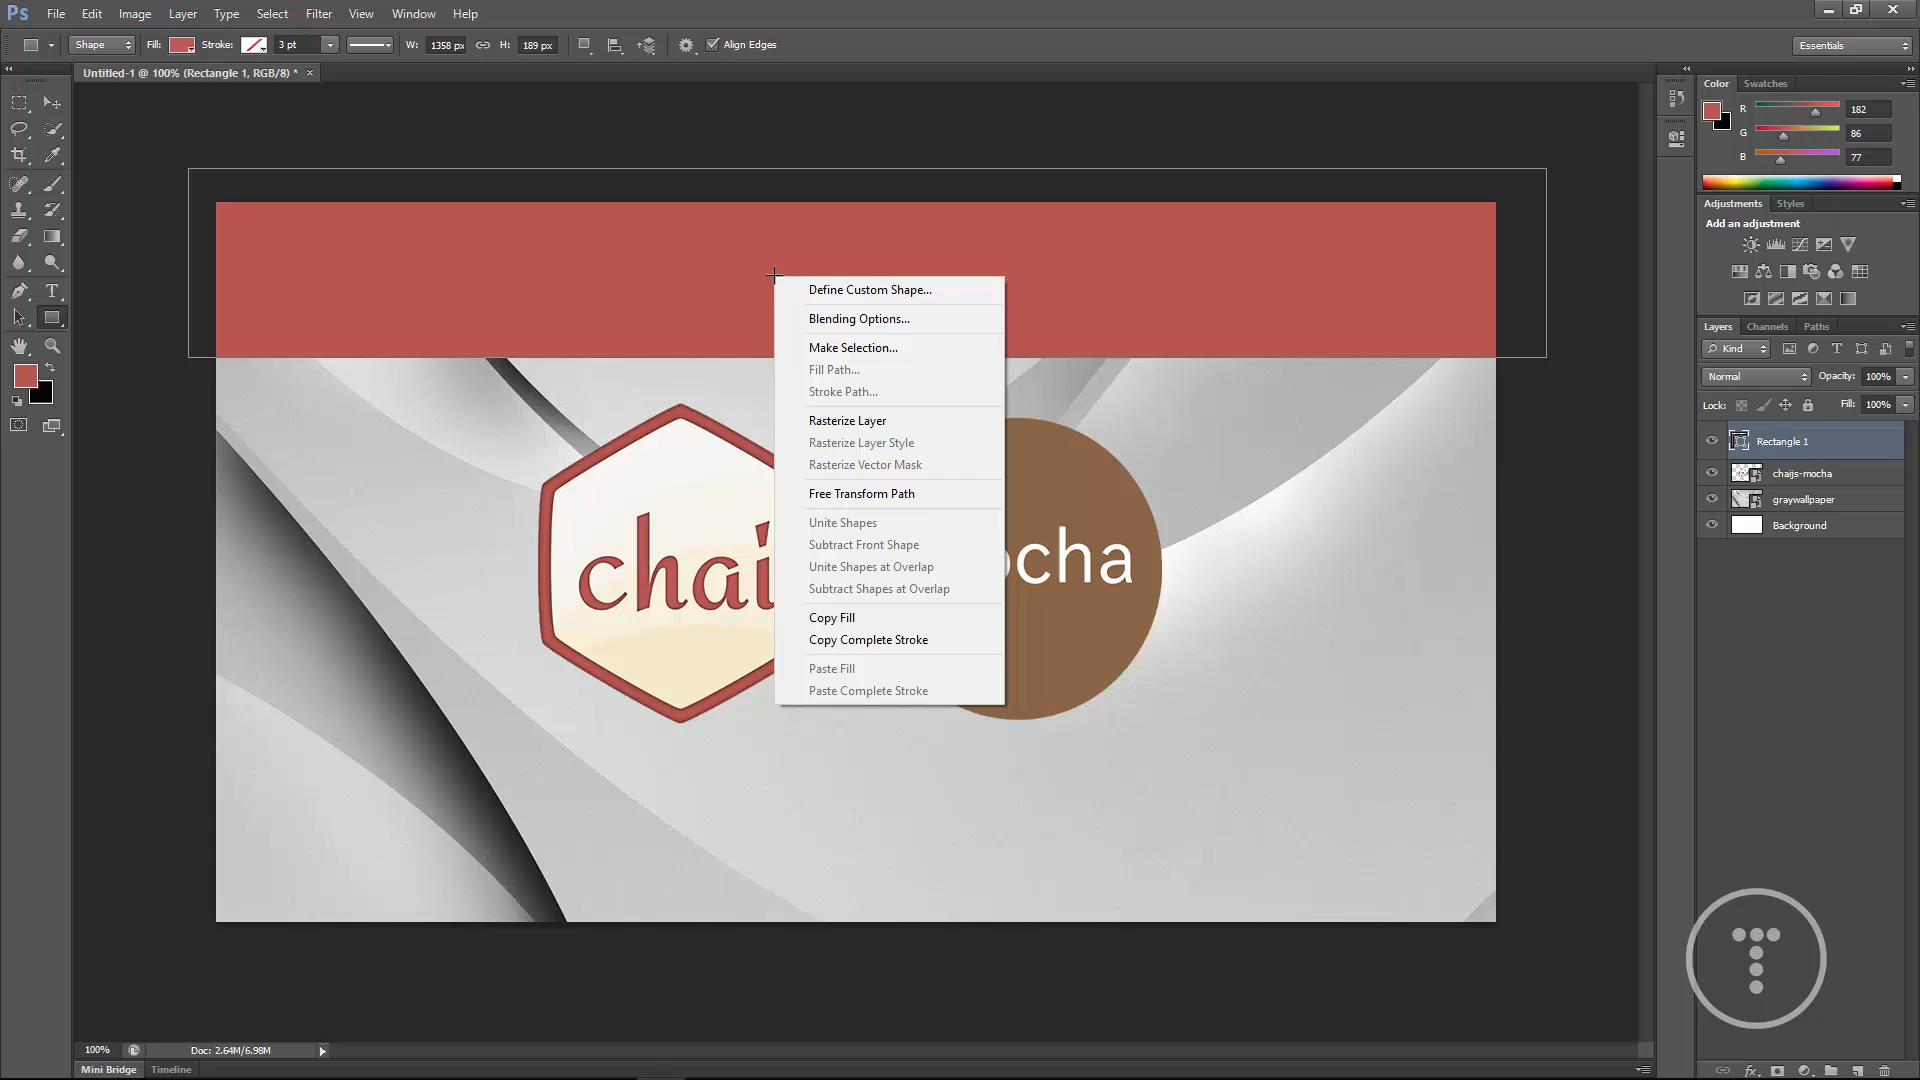 Ps File Edit Image Layer Type Select Filter View Window Help
Shape Fill: Stroke: 3 pt W: 1358 px H: 189 px Align Edges Essentials
Untitled-1 @ 100% (Rectangle 1, RGB/8) * ×
Color Swatches
R 182
G 86
B 77
Adjustments Styles
Add an adjustment
Layers Channels Paths
Kind
Normal Opacity: 100%
Lock: Fill: 100%
Rectangle 1
chaijs-mocha
graywallpaper
Background
Define Custom Shape...
Blending Options...
Make Selection...
Fill Path...
Stroke Path...
Rasterize Layer
Rasterize Layer Style
Rasterize Vector Mask
Free Transform Path
Unite Shapes
Subtract Front Shape
Unite Shapes at Overlap
Subtract Shapes at Overlap
Copy Fill
Copy Complete Stroke
Paste Fill
Paste Complete Stroke
chai
ocha
100% Doc: 2.64M/6.98M
Mini Bridge Timeline